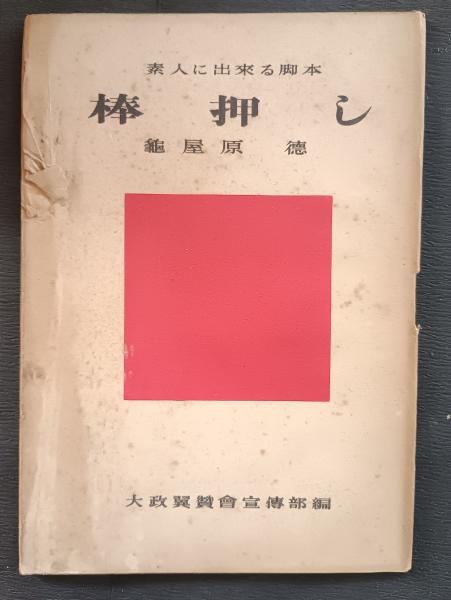 素人に出來る脚本
棒押し
龜屋原徳
大政翼贊會宣傳部編